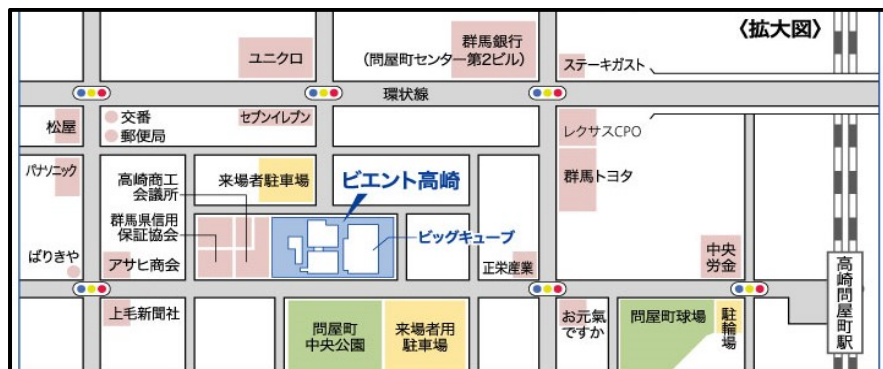 〈拡大図〉
ユニクロ
群馬銀行
(問屋町センター第2ビル)
ステーキガスト
環状線
松屋
交番
郵便局
セブンイレブン
レクサスCPO
パナソニック
高崎商工
会議所
来場者駐車場
ビエント高崎
群馬トヨタ
群馬県信用
保証協会
ビッグキューブ
ばりきや
アサヒ商会
正栄産業
中央
労金
高崎問屋町駅
上毛新聞社
問屋町
中央公園
来場者用
駐車場
お元氣
ですか
問屋町球場
駐輪場